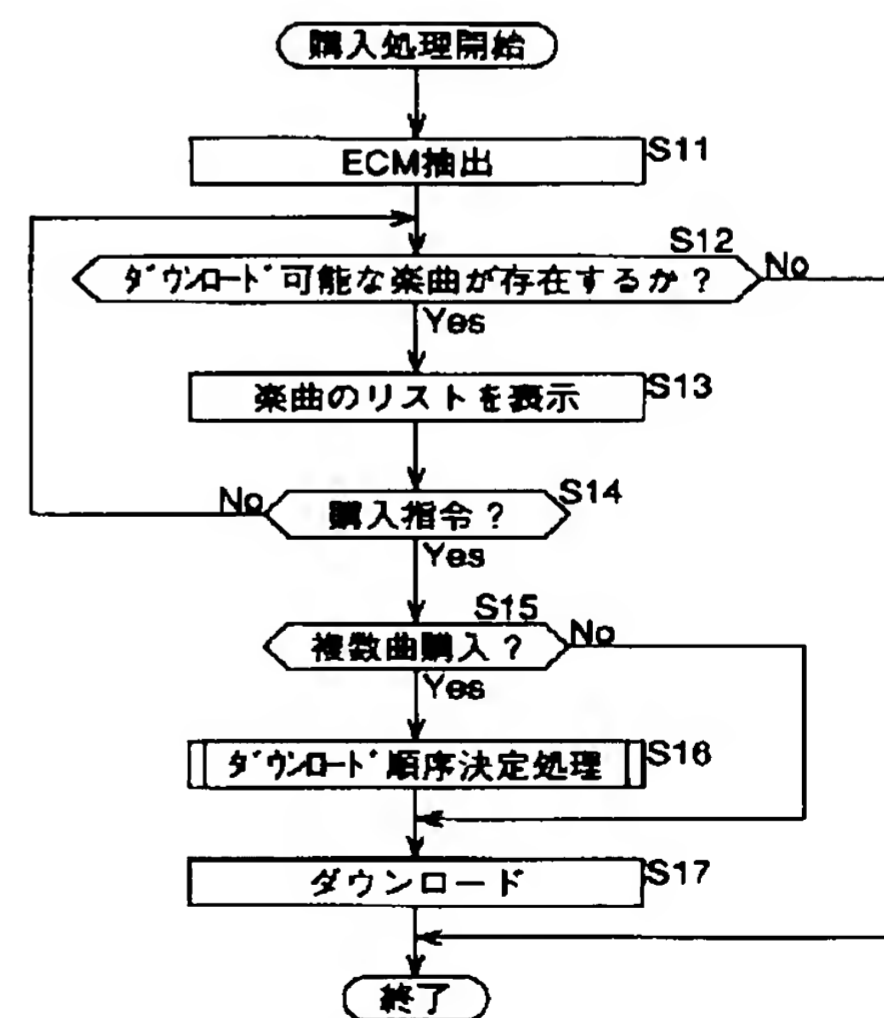 購入処理開始
ECM抽出
S11
S12
ﾀﾞｳﾝﾛｰﾄﾞ可能な楽曲が存在するか？
No
Yes
楽曲のリストを表示
S13
No
購入指令？
S14
Yes
S15
複数曲購入？
No
Yes
ﾀﾞｳﾝﾛｰﾄﾞ順序決定処理
S16
ダウンロード
S17
終了